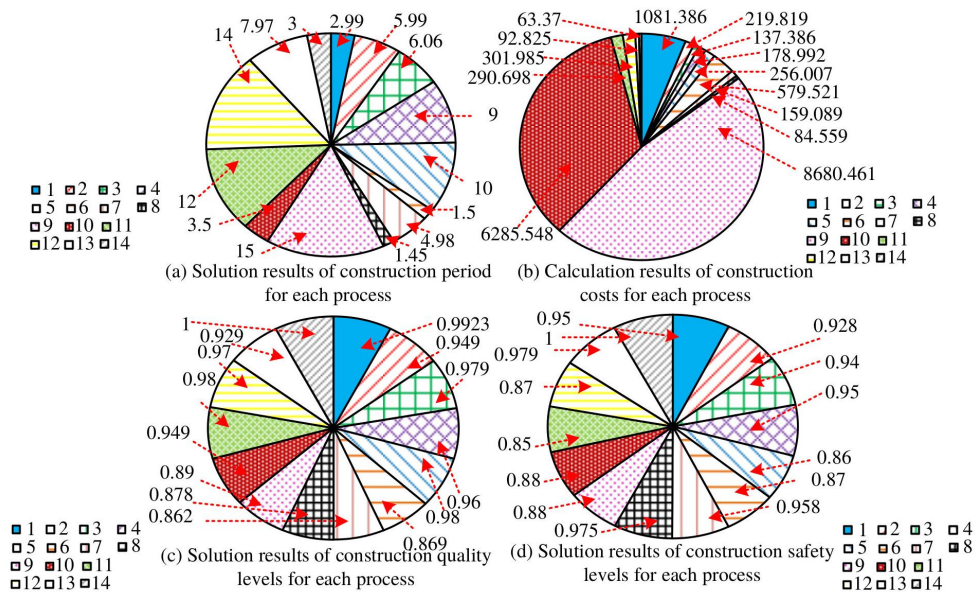 7.97
3
2.99
5.99
14
6.06
9
10
12
1.5
3.5
4.98
15
1.45
1 2 3 4
5 6 7 8
9 10 11
12 13 14
(a) Solution results of construction period
for each process
63.37
1081.386
219.819
92.825
137.386
301.985
178.992
290.698
256.007
579.521
159.089
84.559
8680.461
6285.548
1 2 3 4
5 6 7 8
9 10 11
12 13 14
(b) Calculation results of construction
costs for each process
1
0.9923
0.929
0.949
0.97
0.979
0.98
0.949
0.89
0.96
0.878
0.98
0.862
0.869
1 2 3 4
5 6 7 8
9 10 11
12 13 14
(c) Solution results of construction quality
levels for each process
0.95
1
0.928
0.979
0.94
0.87
0.95
0.85
0.86
0.88
0.87
0.88
0.958
0.975
1 2 3 4
5 6 7 8
9 10 11
12 13 14
(d) Solution results of construction safety
levels for each process